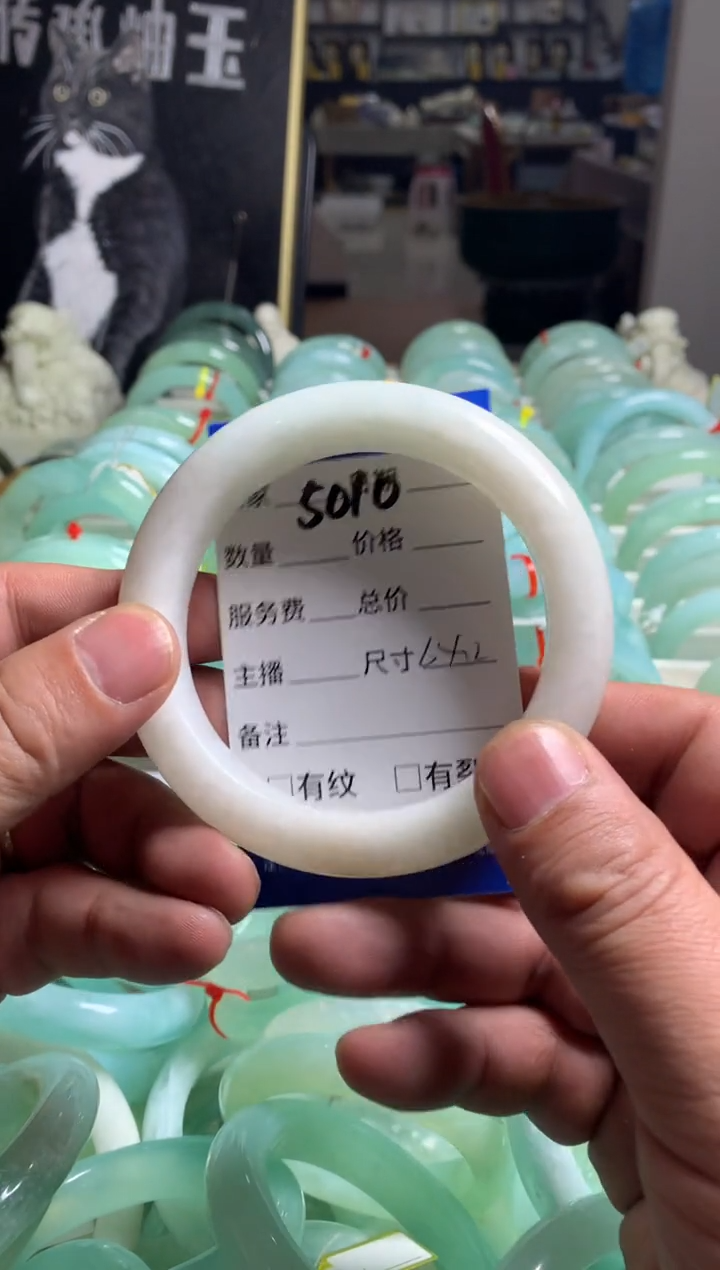 玉
5010
数量 价格
服务费 总价
主播 尺寸
备注
□有纹 □有